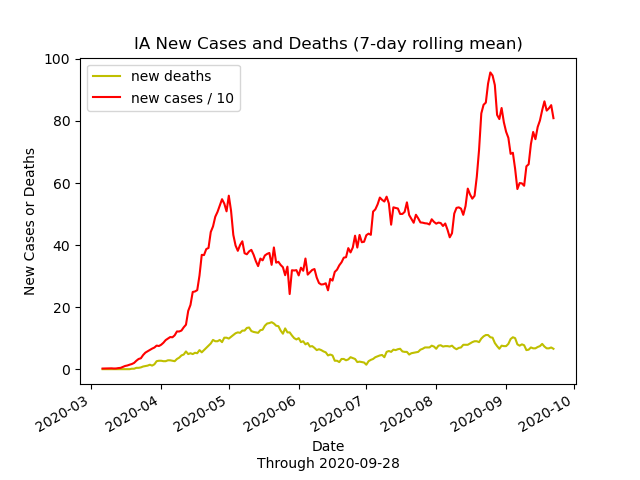 IA New Cases and Deaths (7-day rolling mean)
new deaths
new cases / 10
New Cases or Deaths
100
80
60
40
20
0
2020-03
2020-04
2020-05
2020-06
2020-07
2020-08
2020-09
2020-10
Date
Through 2020-09-28